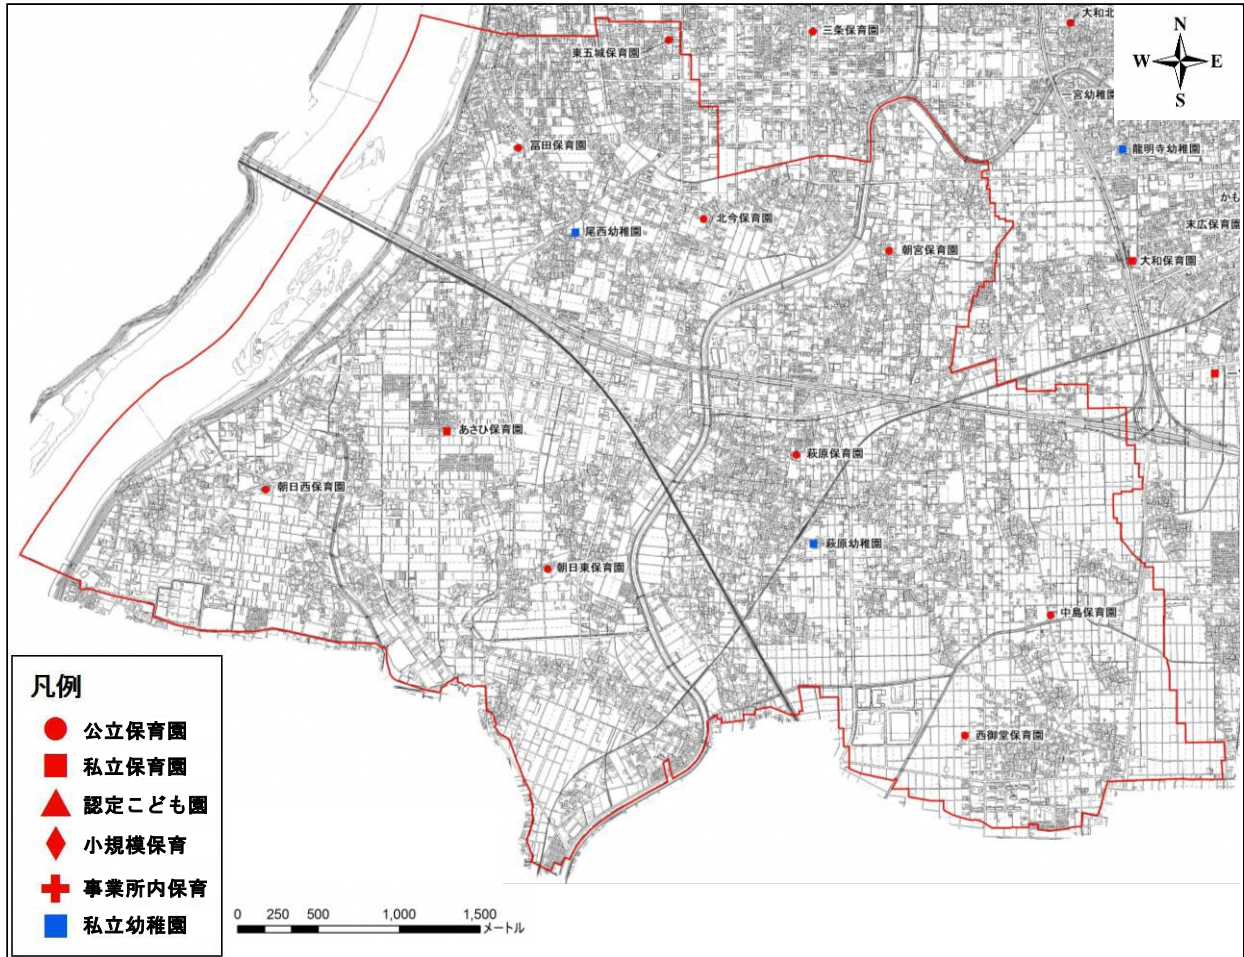 大和北
三条保育園
東五城保育園
N
W
E
S
一宮幼稚園
龍明寺幼稚園
冨田保育園
かも
末広保育園
北今保育園
尾西幼稚園
朝宮保育園
大和保育園
あさひ保育園
萩原保育園
朝日西保育園
萩原幼稚園
朝日東保育園
中島保育園
西御堂保育園
凡例
公立保育園
私立保育園
認定こども園
小規模保育
事業所内保育
私立幼稚園
0 250 500 1,000 1,500
メートル